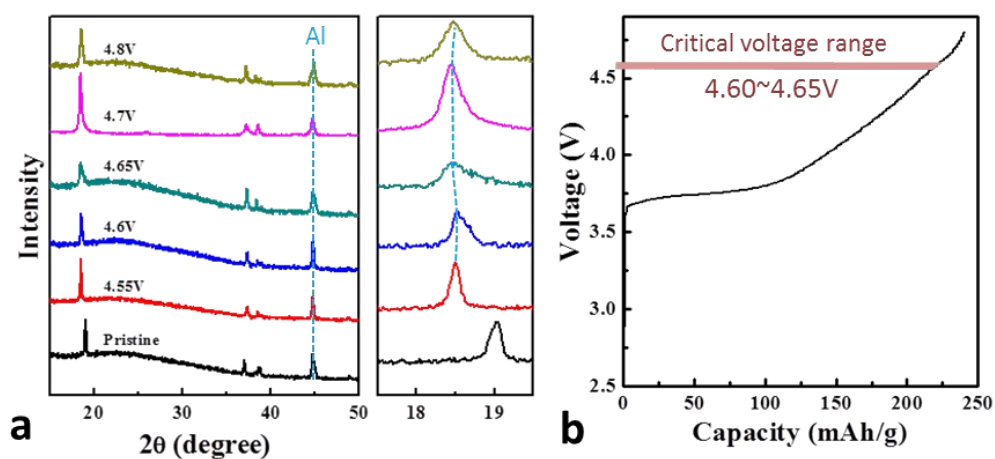 Al
4.8V
4.7V
4.65V
4.6V
4.55V
Pristine
Intensity
20 30 40 50
18 19
2θ (degree)
a
Critical voltage range
4.60~4.65V
4.5
3.75
3.5
3.0
2.5
Voltage (V)
0 50 100 150 200 250
Capacity (mAh/g)
b